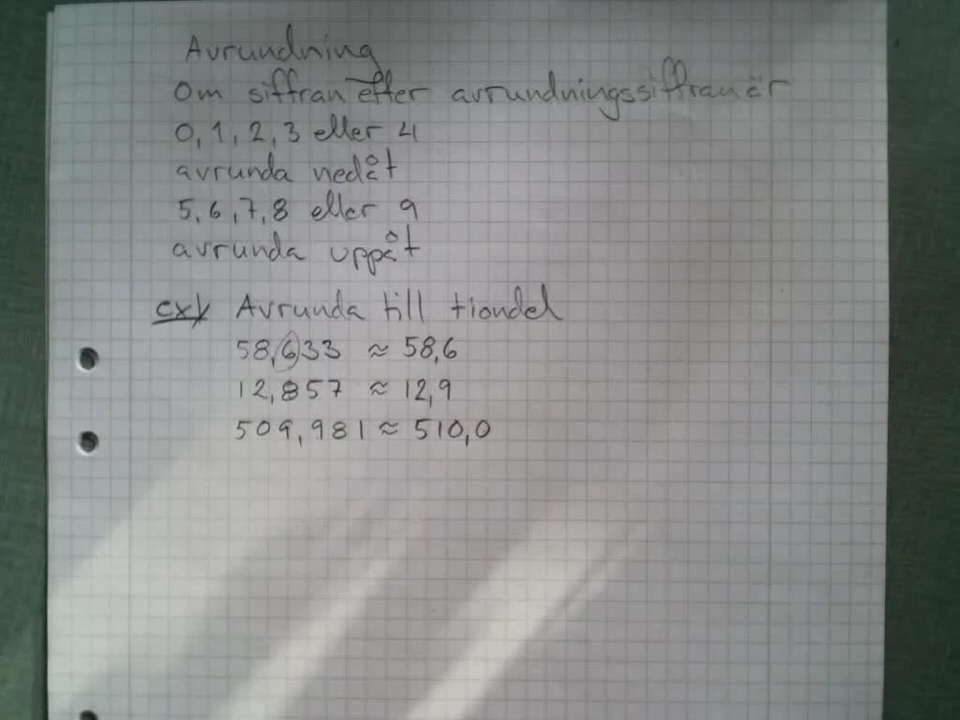 Avrundning
Om siffran efter avrundningssiffran är
0, 1, 2, 3 eller 4
avrunda nedåt
5, 6, 7, 8 eller 9
avrunda uppåt
ex) Avrunda till tiondel
58,633 ≈ 58,6
12,857 ≈ 12,9
509,981 ≈ 510,0